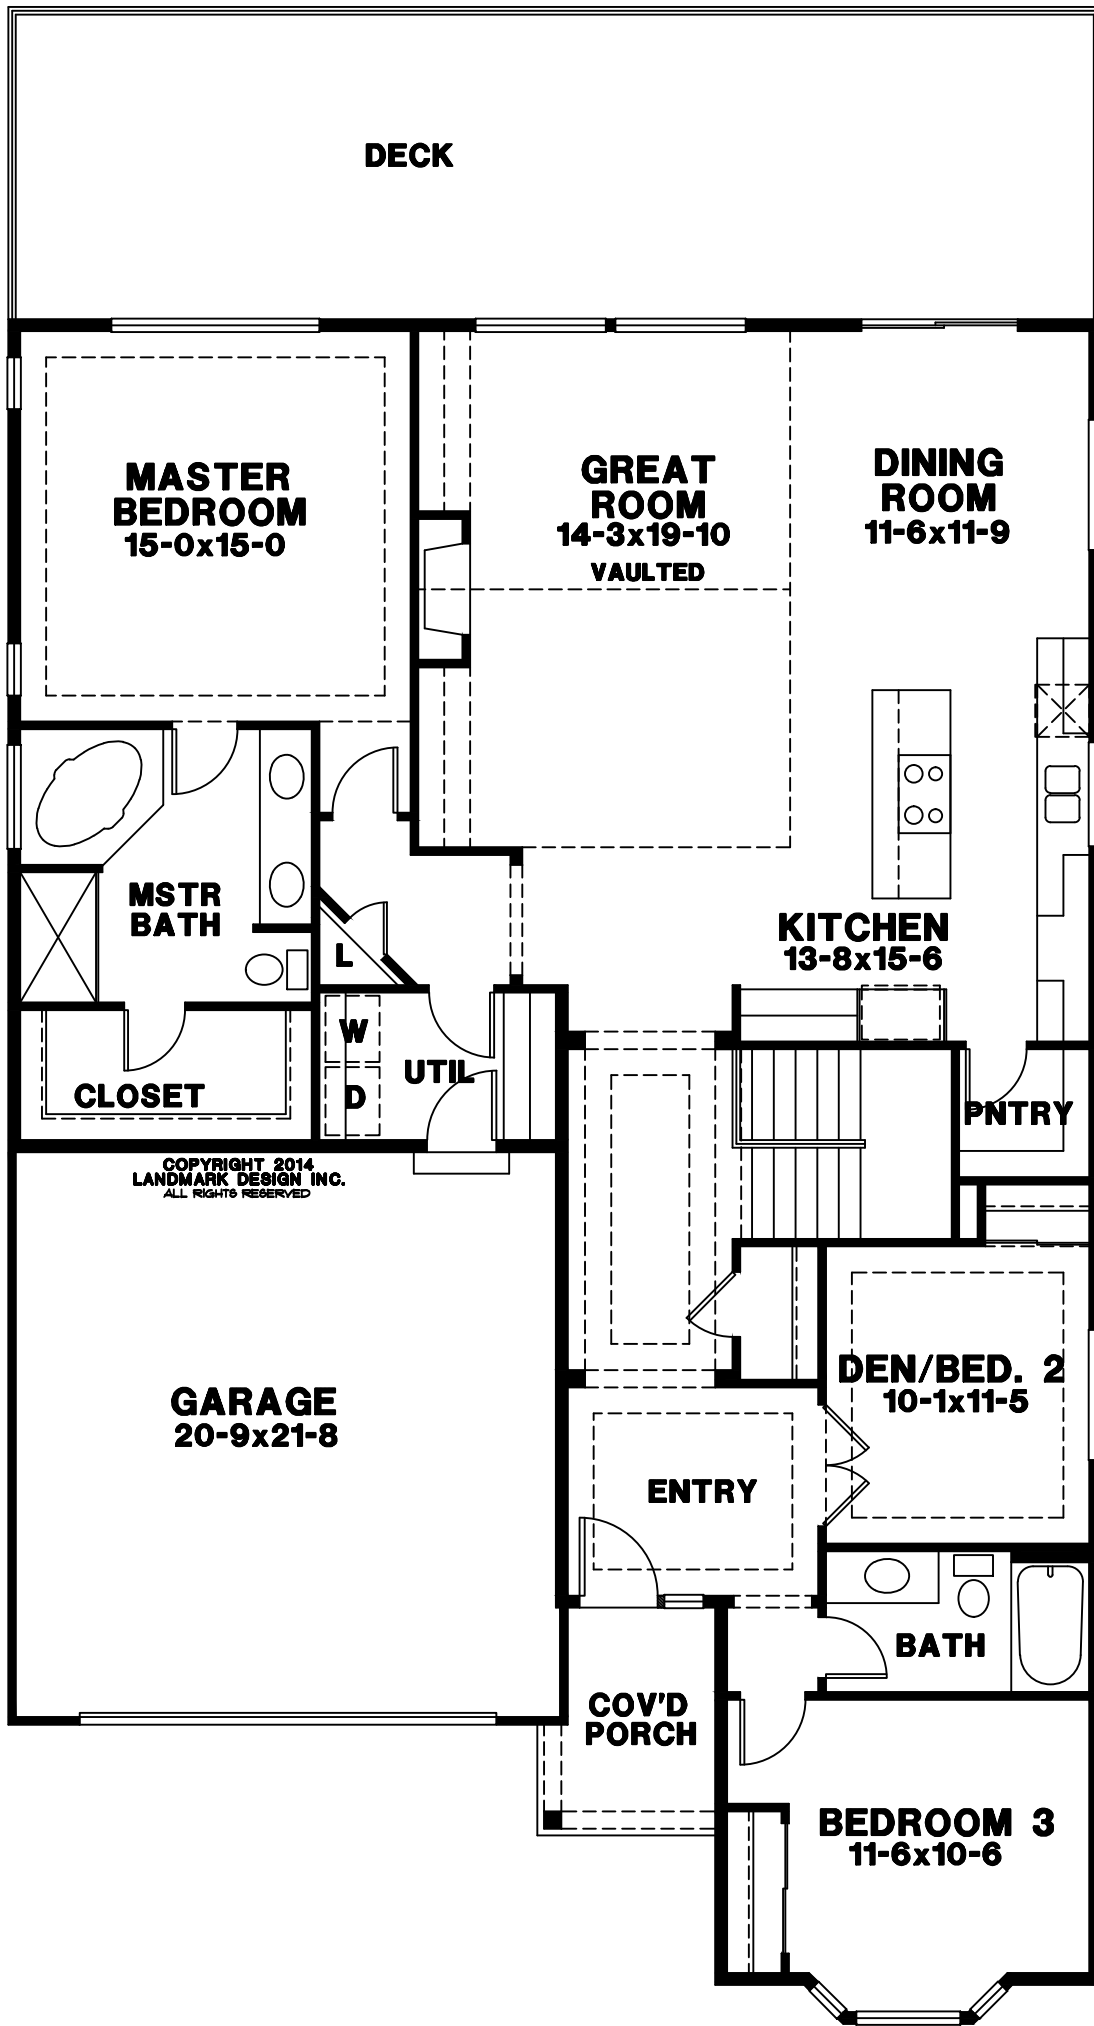 DECK
MASTER
BEDROOM
15-0x15-0
GREAT
ROOM
14-3x19-10
VAULTED
DINING
ROOM
11-6x11-9
MSTR
BATH
L
KITCHEN
13-8x15-6
W
D
UTIL
CLOSET
PNTRY
COPYRIGHT 2014
LANDMARK DESIGN INC.
ALL RIGHTS RESERVED
GARAGE
20-9x21-8
DEN/BED. 2
10-1x11-5
ENTRY
BATH
COV'D
PORCH
BEDROOM 3
11-6x10-6